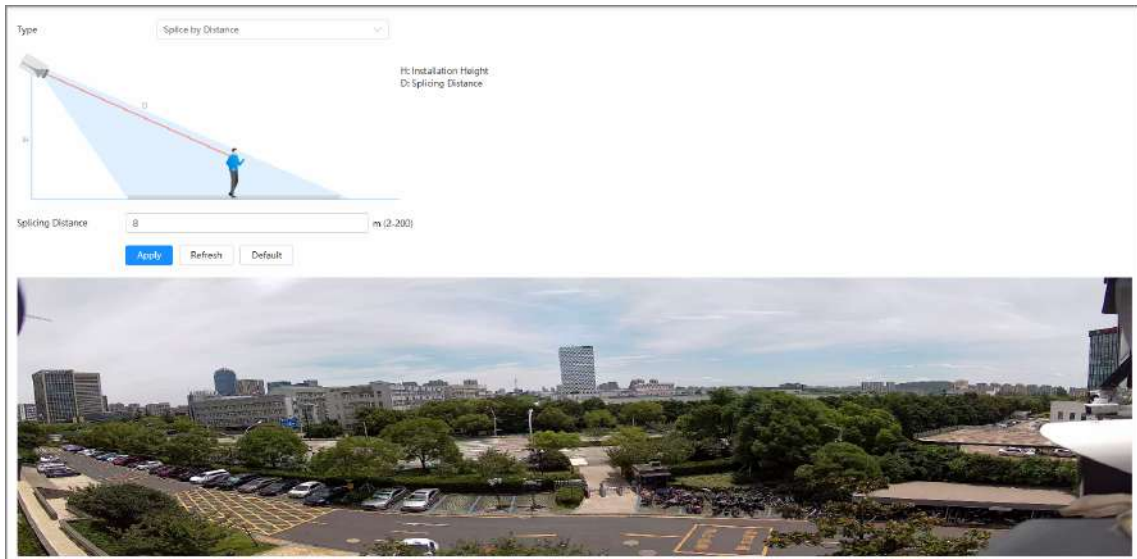 Type
Splice by Distance
H: Installation Height
D: Splicing Distance
D
H
Splicing Distance
8
m (2-200)
Apply
Refresh
Default